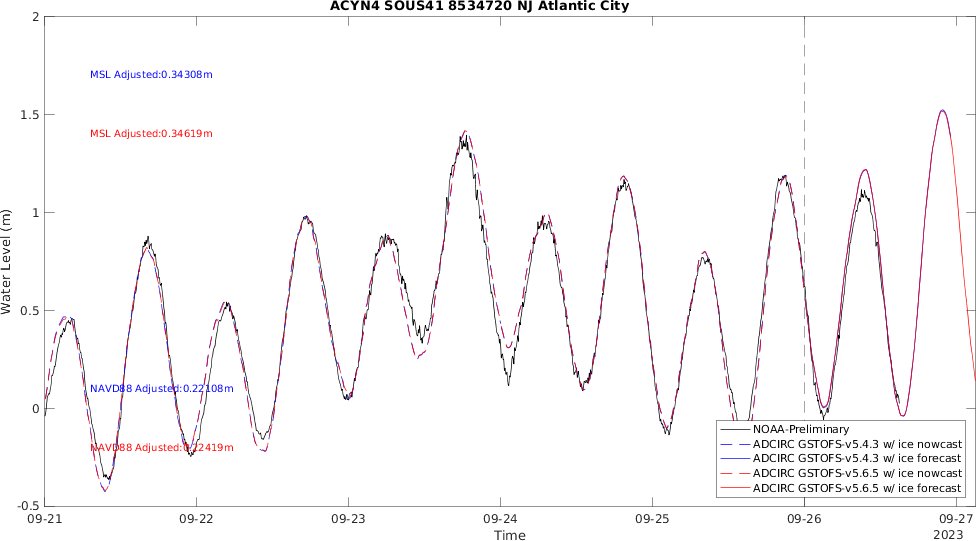 ACYN4 SOUS41 8534720 NJ Atlantic City
2
MSL Adjusted:0.34308m
1.5
MSL Adjusted:0.34619m
1
Water Level (m)
0.5
NAVD88 Adjusted:0.22108m
0
NAVD88 Adjusted:0.22419m
NOAA-Preliminary
ADCIRC GSTOFS-v5.4.3 w/ ice nowcast
ADCIRC GSTOFS-v5.4.3 w/ ice forecast
ADCIRC GSTOFS-v5.6.5 w/ ice nowcast
ADCIRC GSTOFS-v5.6.5 w/ ice forecast
-0.5
09-21 09-22 09-23 09-24 09-25 09-26 09-27
Time 2023